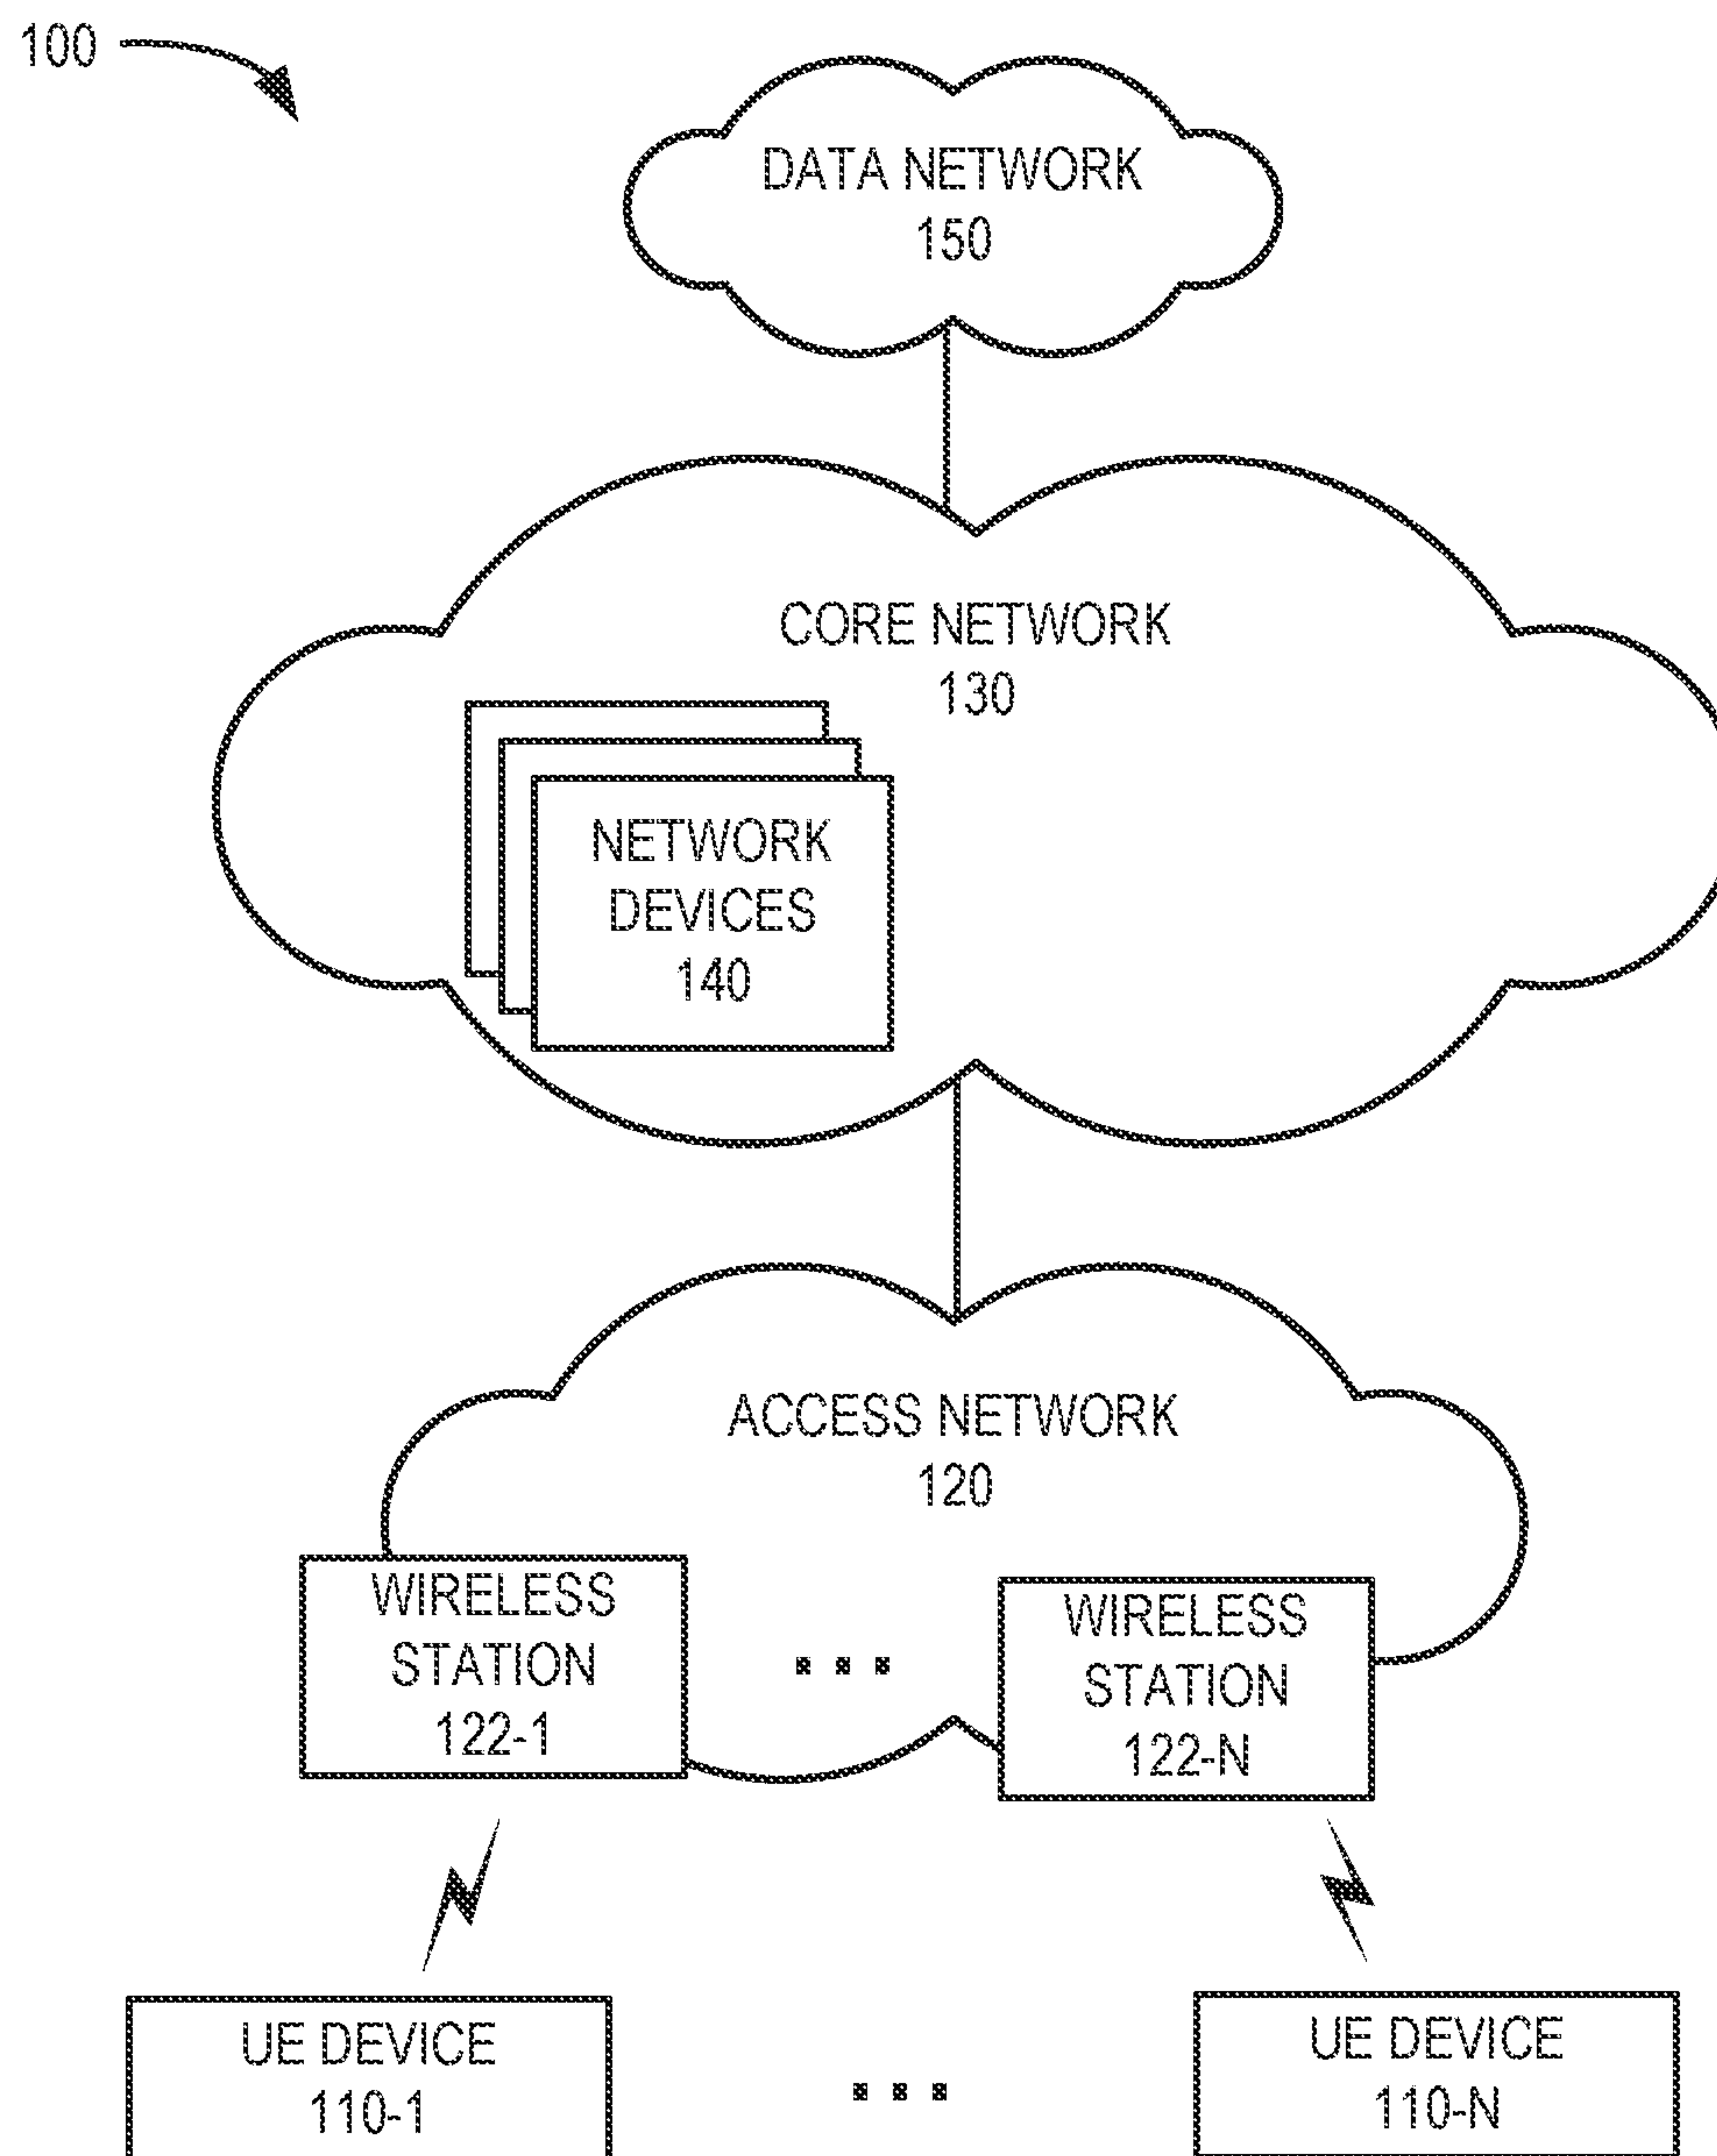 100
DATA NETWORK
150
CORE NETWORK
130
NETWORK
DEVICES
140
ACCESS NETWORK
120
WIRELESS
STATION
122-1
...
WIRELESS
STATION
122-N
UE DEVICE
110-1
...
UE DEVICE
110-N